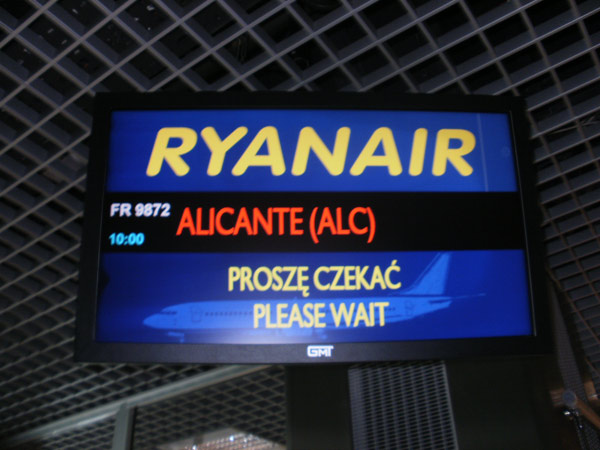 RYANAIR
FR 9872
ALICANTE (ALC)
10:00
PROSZĘ CZEKAĆ
PLEASE WAIT
GMT